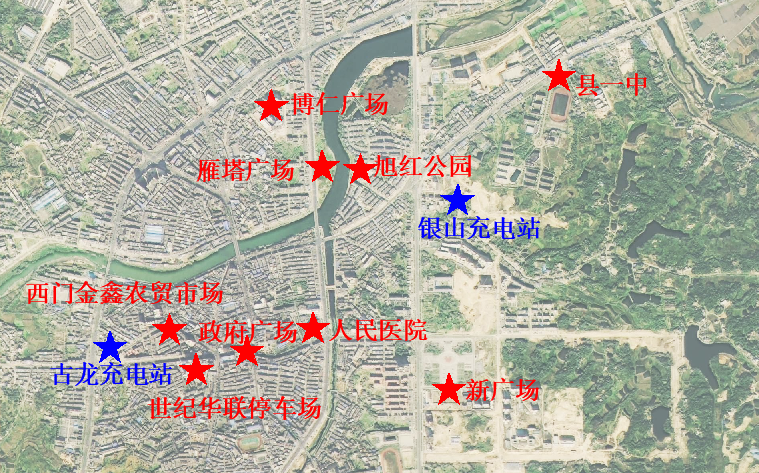 县一中
博仁广场
雁塔广场
旭红公园
银山充电站
西门金鑫农贸市场
政府广场
人民医院
古龙充电站
新广场
世纪华联停车场